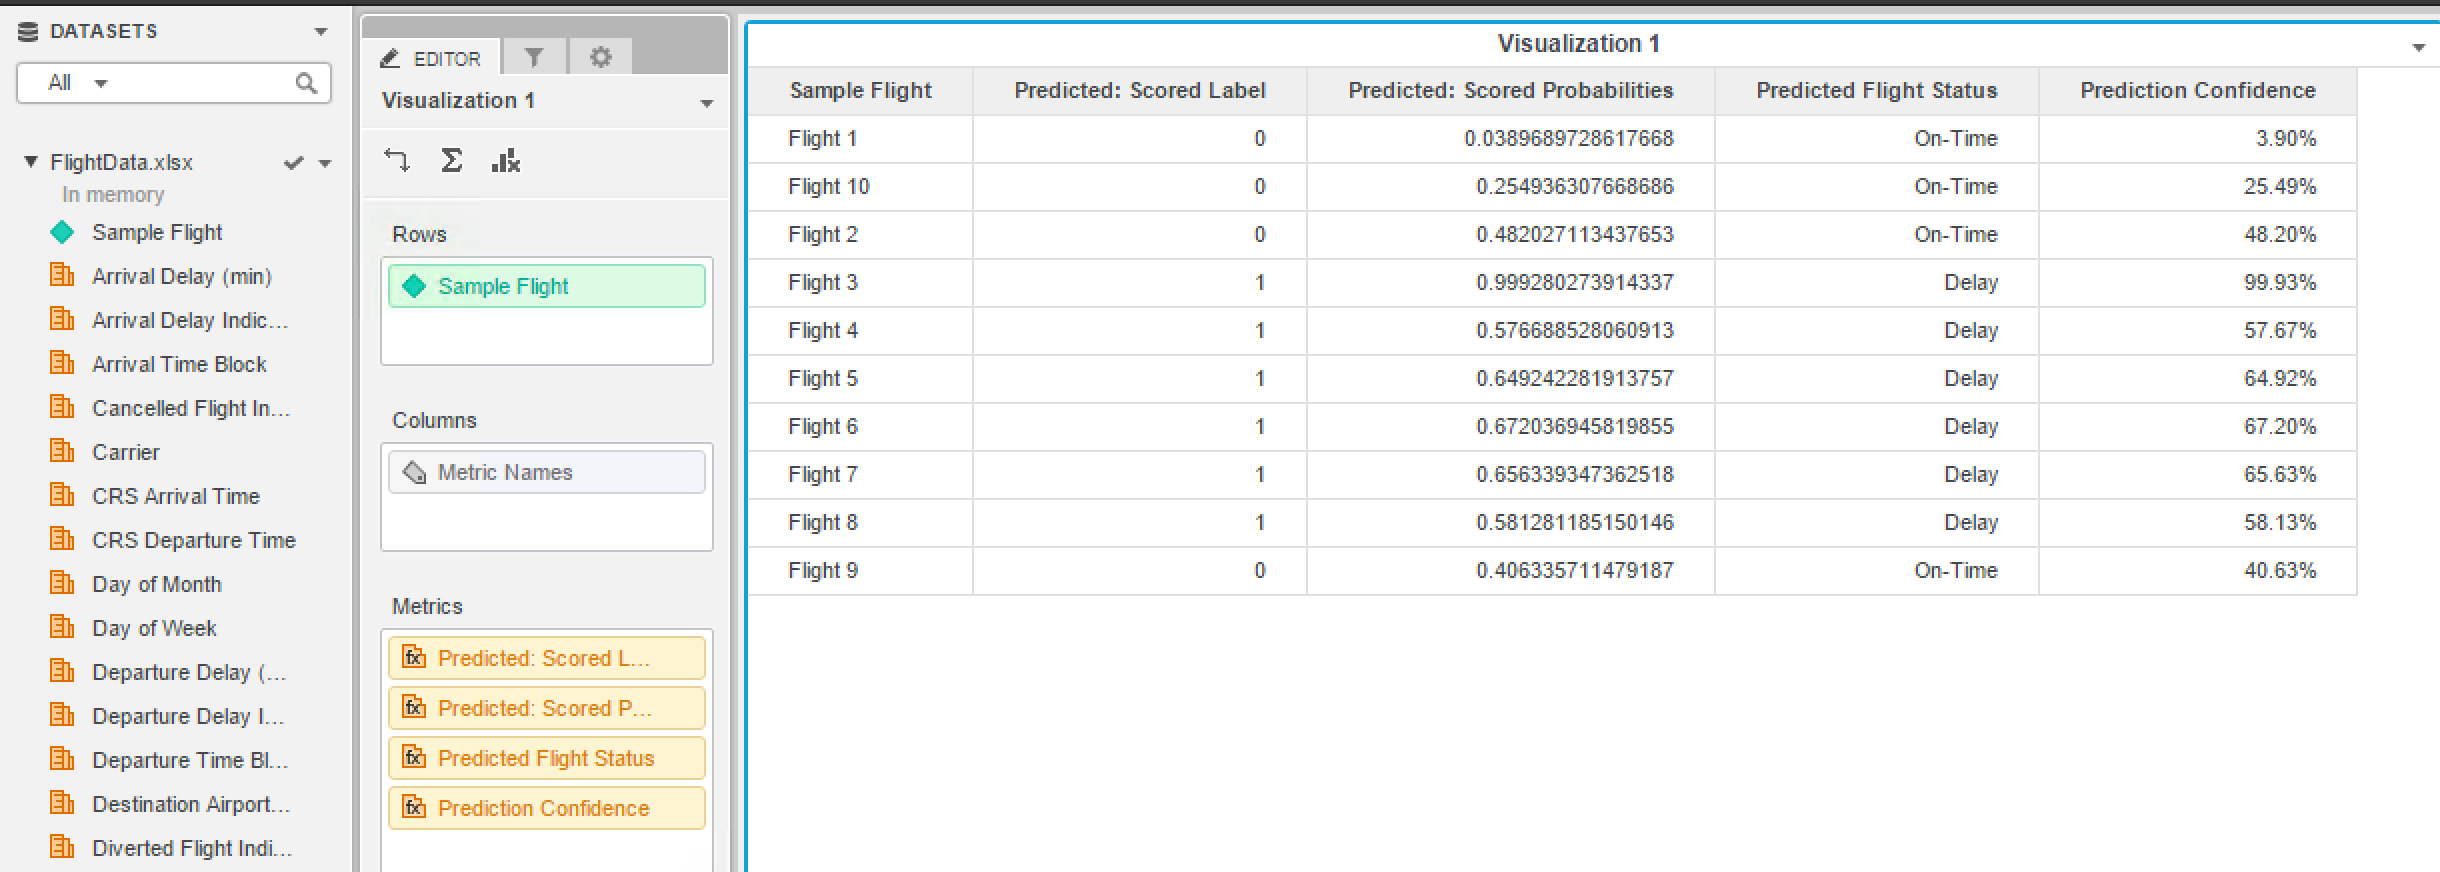 DATASETS
All
FlightData.xlsx
In memory
Sample Flight
Arrival Delay (min)
Arrival Delay Indic...
Arrival Time Block
Cancelled Flight In...
Carrier
CRS Arrival Time
CRS Departure Time
Day of Month
Day of Week
Departure Delay (...
Departure Delay I...
Departure Time Bl...
Destination Airport...
Diverted Flight Indi...
EDITOR
Visualization 1
Rows
Sample Flight
Columns
Metric Names
Metrics
fx Predicted: Scored L...
fx Predicted: Scored P...
fx Predicted Flight Status
fx Prediction Confidence
Visualization 1
Sample Flight Predicted: Scored Label Predicted: Scored Probabilities Predicted Flight Status Prediction Confidence
Flight 1 0 0.0389689728617668 On-Time 3.90%
Flight 10 0 0.254936307668686 On-Time 25.49%
Flight 2 0 0.482027113437653 On-Time 48.20%
Flight 3 1 0.999280273914337 Delay 99.93%
Flight 4 1 0.576688528060913 Delay 57.67%
Flight 5 1 0.649242281913757 Delay 64.92%
Flight 6 1 0.672036945819855 Delay 67.20%
Flight 7 1 0.656339347362518 Delay 65.63%
Flight 8 1 0.581281185150146 Delay 58.13%
Flight 9 0 0.406335711479187 On-Time 40.63%